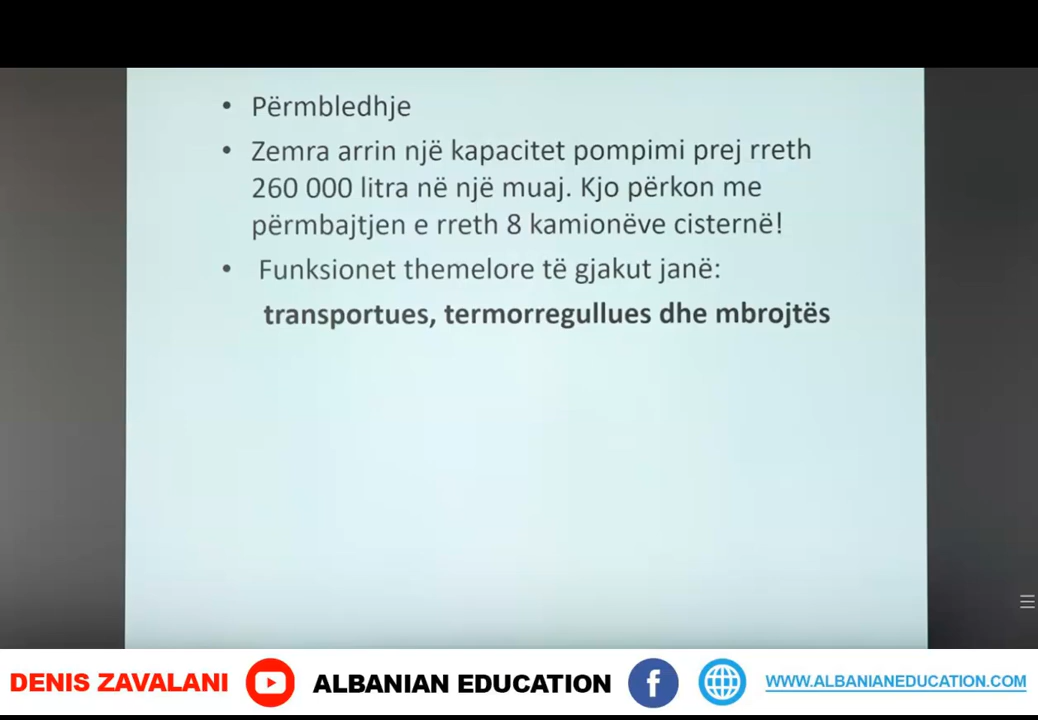 • Përmbledhje
• Zemra arrin një kapacitet pompimi prej rreth
260 000 litra në një muaj. Kjo përkon me
përmbajtjen e rreth 8 kamionëve cisternë!
• Funksionet themelore të gjakut janë:
transportues, termorregullues dhe mbrojtës
DENIS ZAVALANI ALBANIAN EDUCATION WWW.ALBANIANEDUCATION.COM